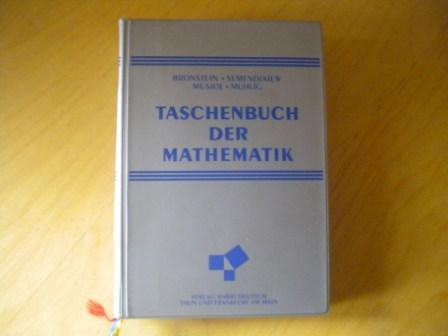 BRONSTEIN • SEMENDJAJEW
MUSIOL • MÜHLIG
TASCHENBUCH
DER
MATHEMATIK
VERLAG HARRI DEUTSCH
THUN UND FRANKFURT AM MAIN